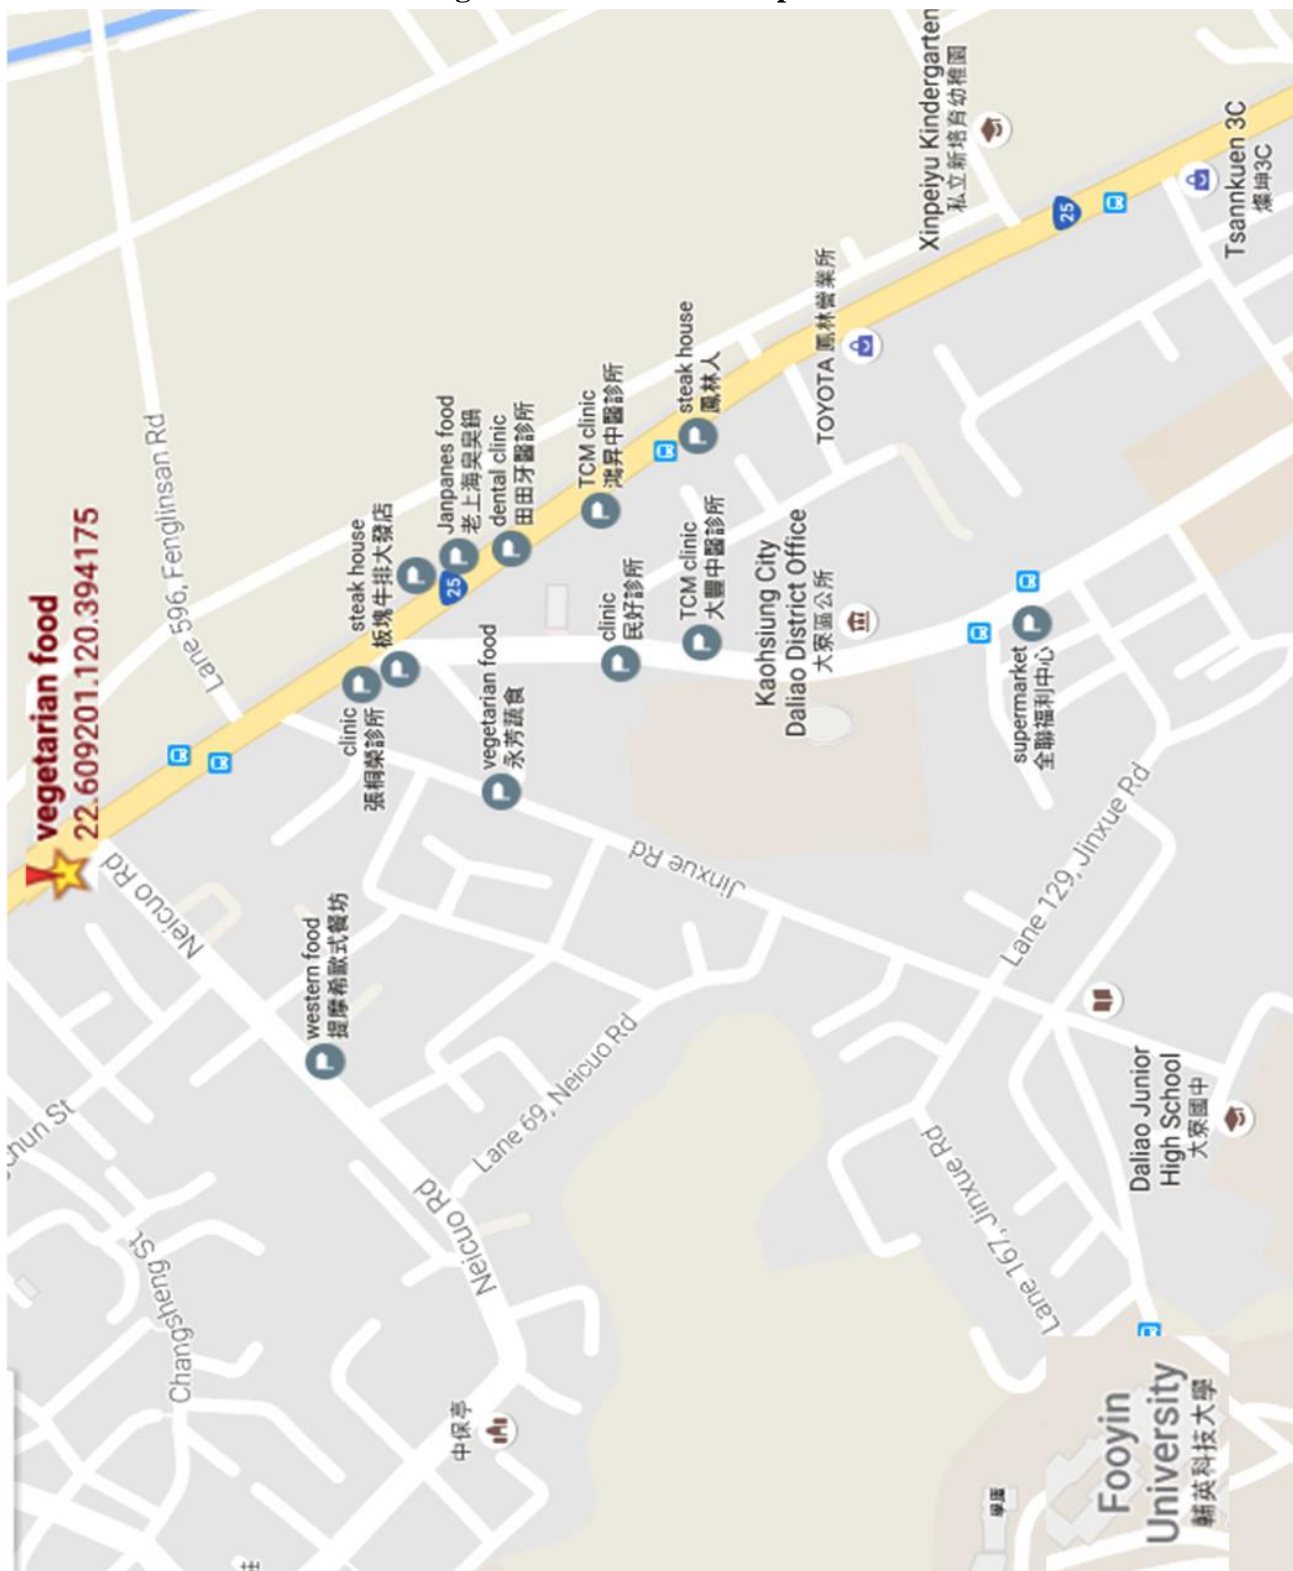 vegetarian food
22.609201.120.394175
Lane 596, Fenglinsan Rd
Neicuo Rd
western food
提摩希歐式餐坊
steak house
板塊牛排大發店
clinic
張桐榮診所
Janpanes food
老上海臭臭鍋
dental clinic
田田牙醫診所
25
vegetarian food
永芳蔬食
TCM clinic
鴻昇中醫診所
clinic
民好診所
steak house
鳳林人
TCM clinic
大豐中醫診所
Kaohsiung City
Daliao District Office
大寮區公所
TOYOTA 鳳林營業所
Xinpeiyu Kindergarten
私立新培育幼稚園
25
Tsannkuen 3C
燦坤3C
supermarket
全聯福利中心
Jinxue Rd
Lane 129, Jinxue Rd
Lane 69, Neicuo Rd
Neicuo Rd
Changsheng St
chun St
中保亭
Lane 167, Jinxue Rd
Daliao Junior
High School
大寮國中
Fooyin
University
輔英科技大學